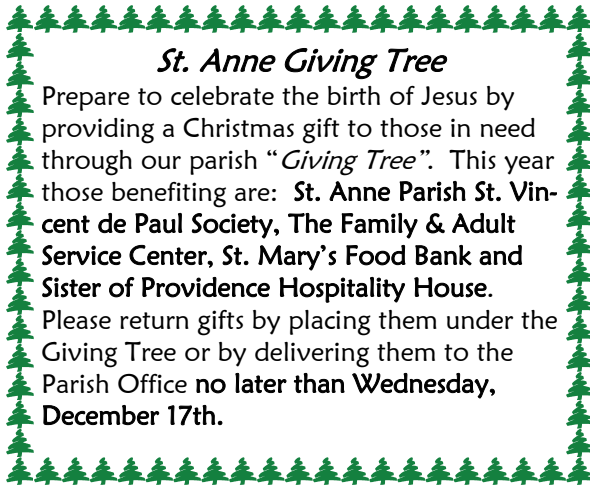 St. Anne Giving Tree
Prepare to celebrate the birth of Jesus by
providing a Christmas gift to those in need
through our parish “Giving Tree”.  This year
those benefiting are:  St. Anne Parish St. Vin-
cent de Paul Society, The Family & Adult
Service Center, St. Mary’s Food Bank and
Sister of Providence Hospitality House.
Please return gifts by placing them under the
Giving Tree or by delivering them to the
Parish Office no later than Wednesday,
December 17th.